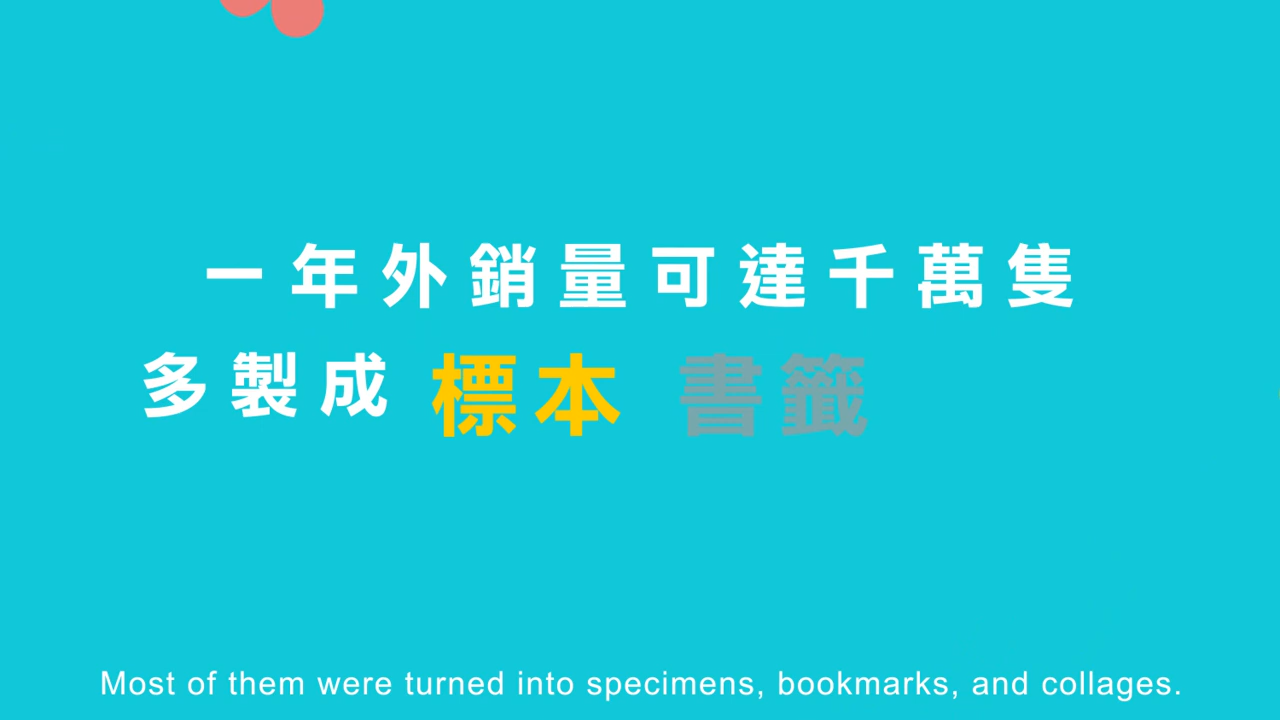 一年外銷量可達千萬隻
多製成 標本 書籤
Most of them were turned into specimens, bookmarks, and collages.